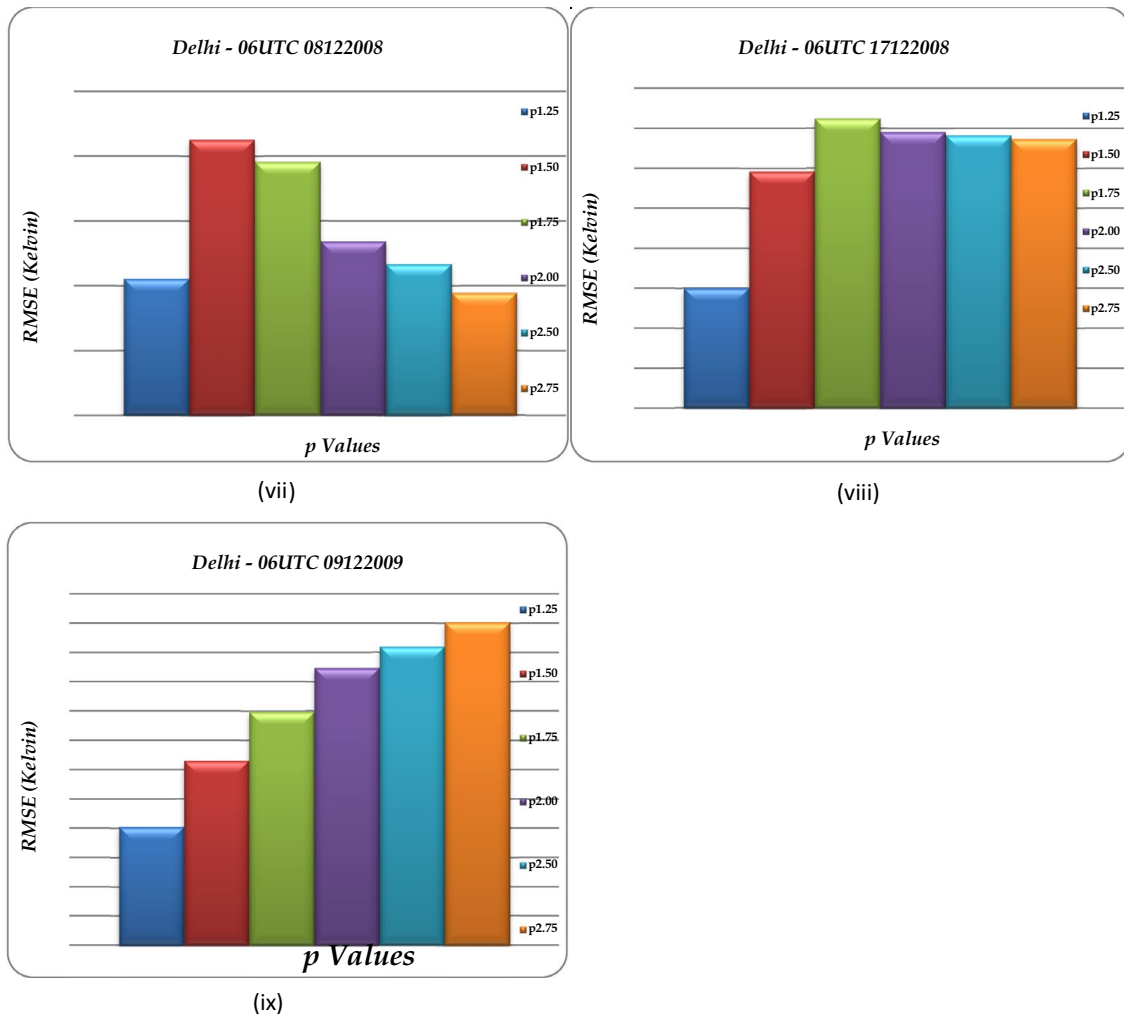 Delhi - 06UTC 08122008
RMSE (Kelvin)
p1.25
p1.50
p1.75
p2.00
p2.50
p2.75
p Values
(vii)
Delhi - 06UTC 17122008
RMSE (Kelvin)
p1.25
p1.50
p1.75
p2.00
p2.50
p2.75
p Values
(viii)
Delhi - 06UTC 09122009
RMSE (Kelvin)
p1.25
p1.50
p1.75
p2.00
p2.50
p2.75
p Values
(ix)